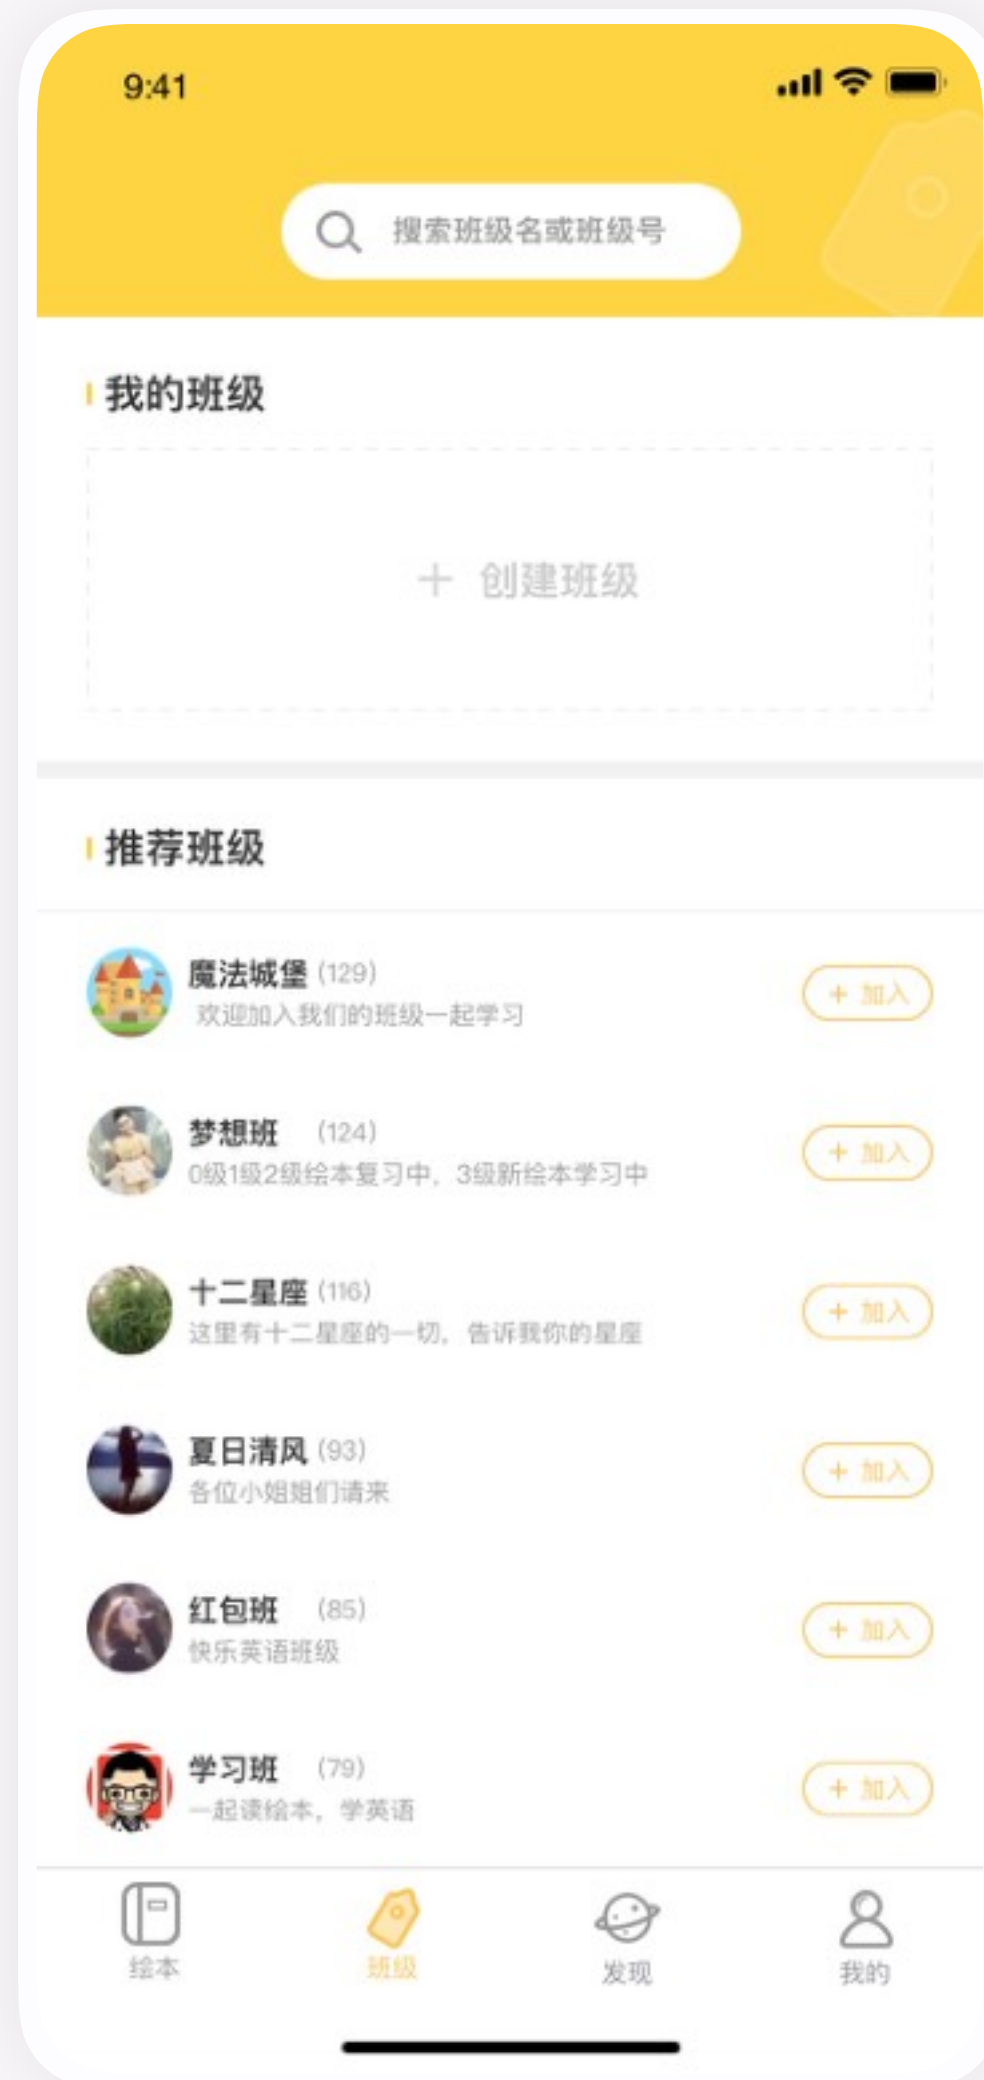 9:41
搜索班级名或班级号
我的班级
+ 创建班级
推荐班级
魔法城堡 (129)
欢迎加入我们的班级一起学习
+ 加入
梦想班 (124)
0级1级2级绘本复习中，3级新绘本学习中
+ 加入
十二星座 (116)
这里有十二星座的一切，告诉我你的星座
+ 加入
夏日清风 (93)
各位小姐姐们请来
+ 加入
红包班 (85)
快乐英语班级
+ 加入
学习班 (79)
一起读绘本，学英语
+ 加入
绘本
班级
发现
我的